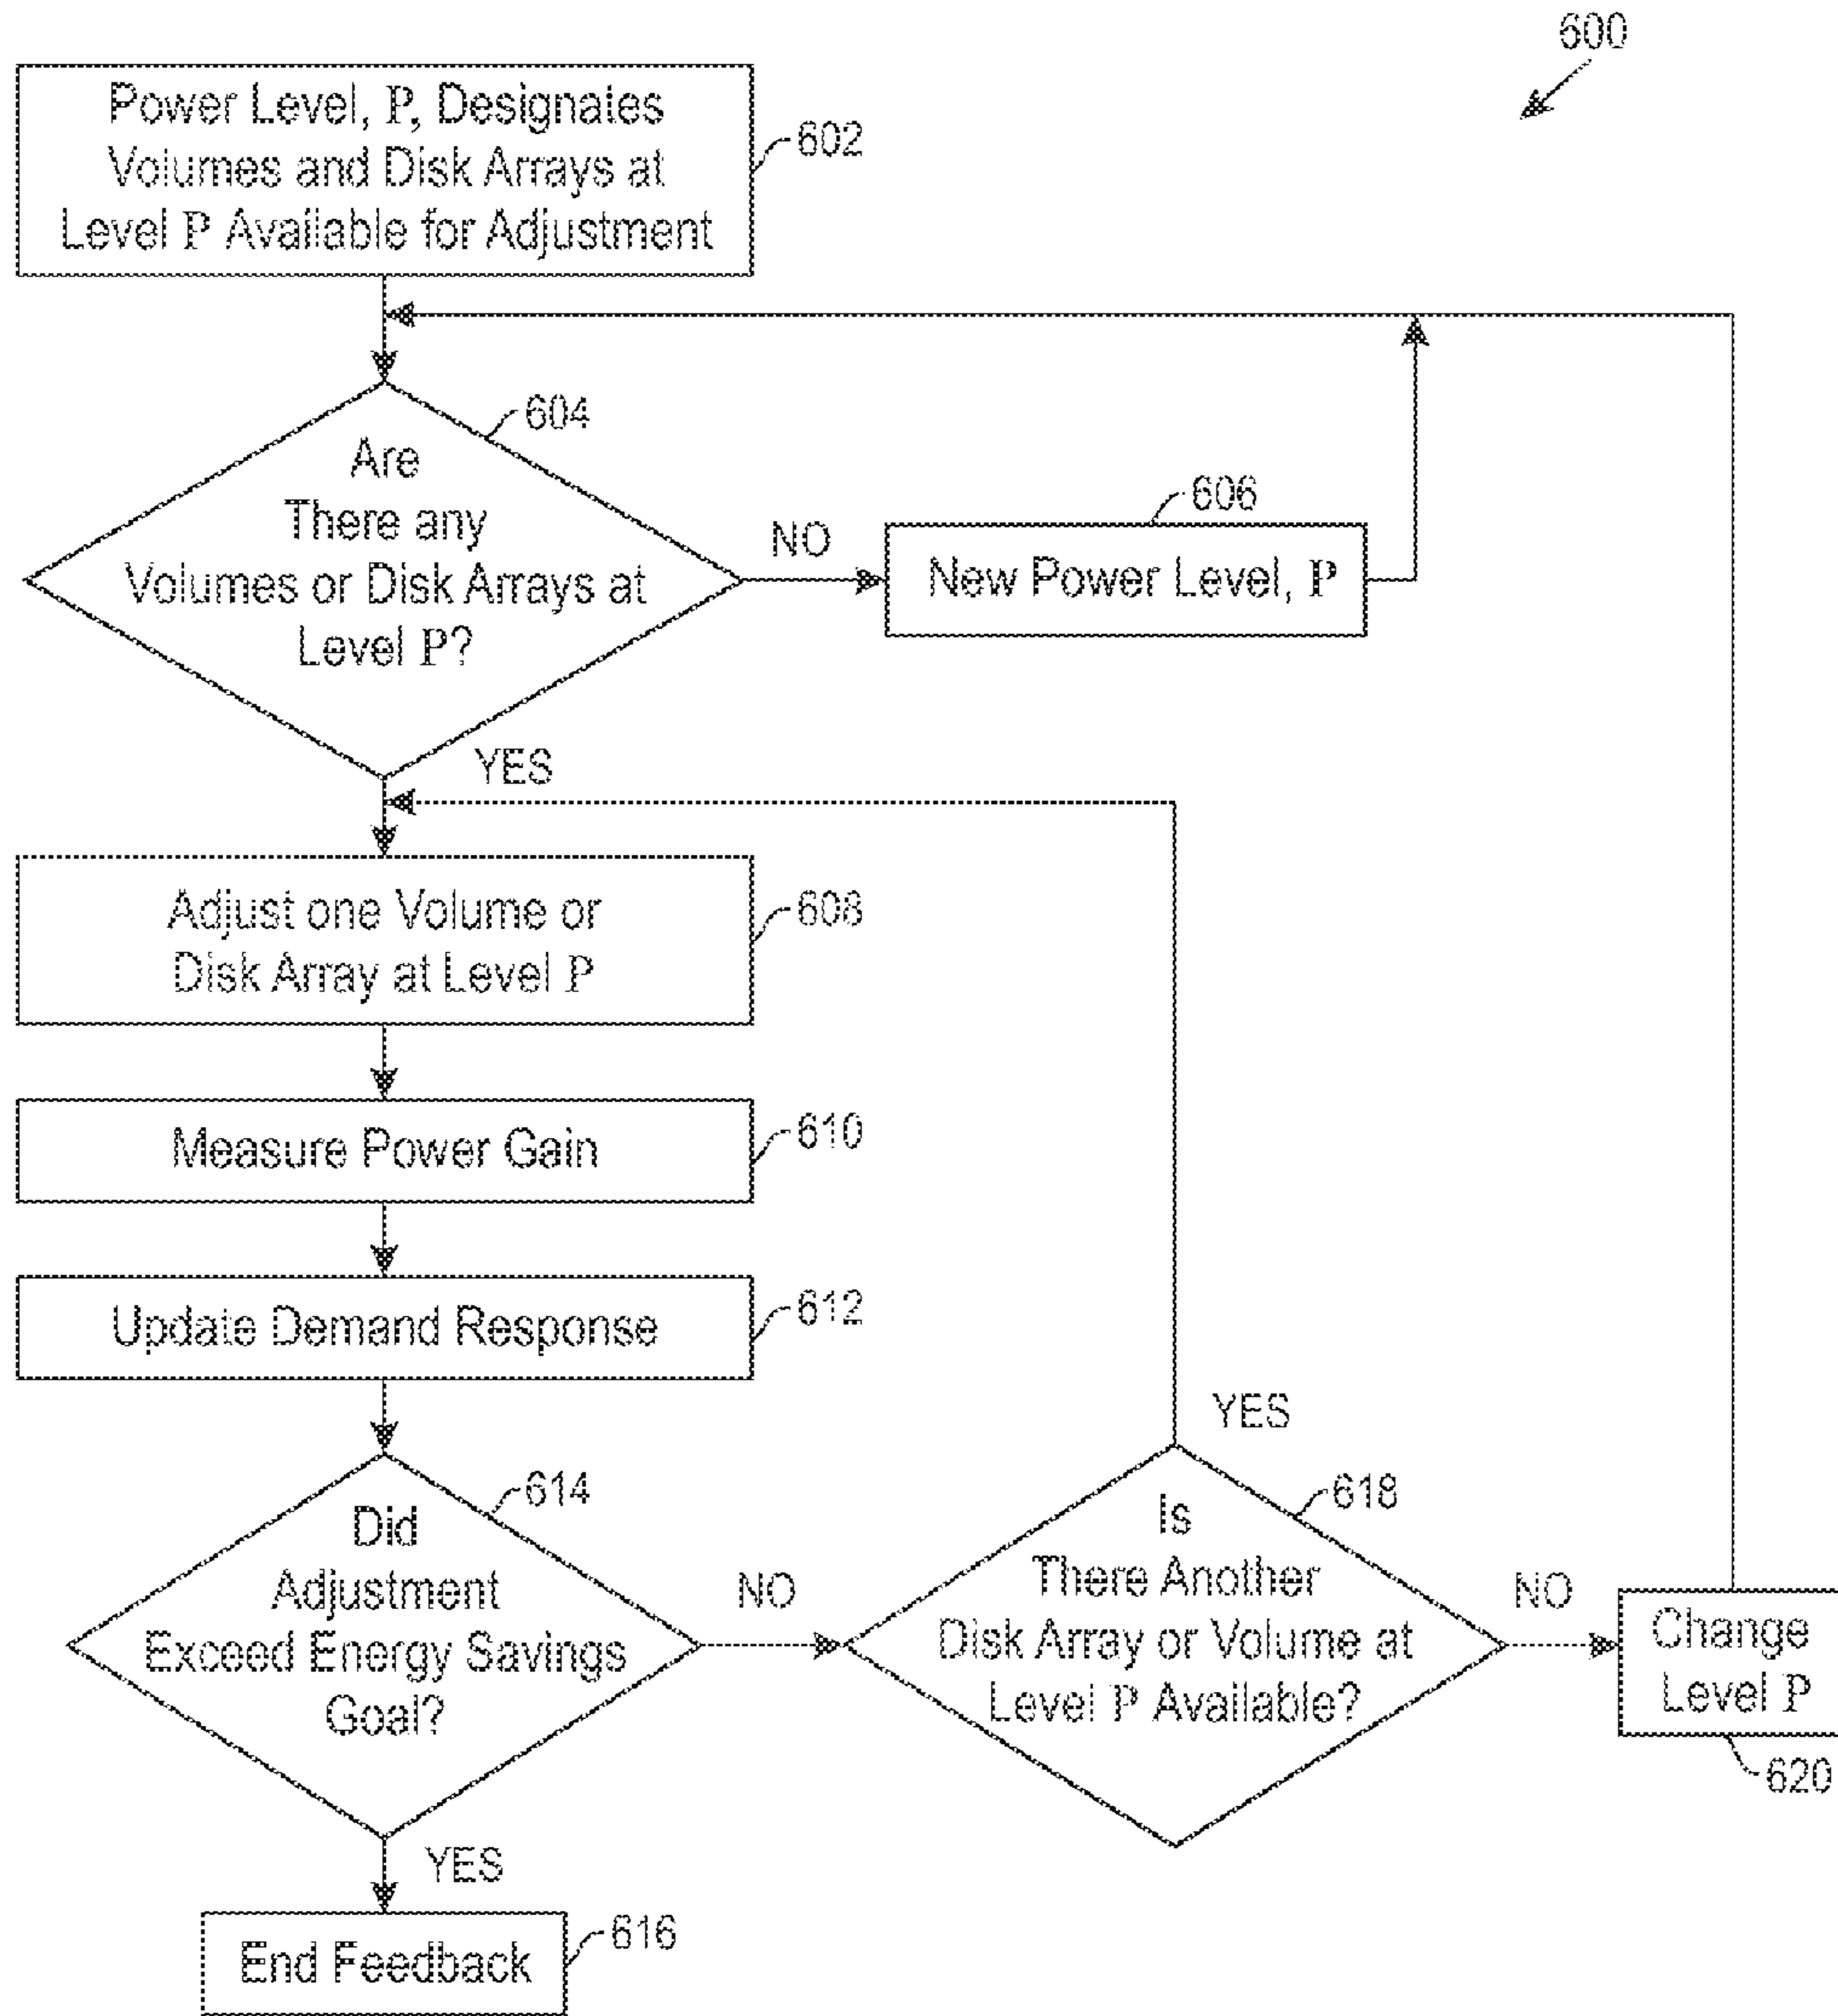 600
Power Level, P, Designates
Volumes and Disk Arrays at
Level P Available for Adjustment
602
604
Are
There any
Volumes or Disk Arrays at
Level P?
NO
606
New Power Level, P
YES
Adjust one Volume or
Disk Array at Level P
608
Measure Power Gain
610
Update Demand Response
612
614
Did
Adjustment
Exceed Energy Savings
Goal?
NO
YES
618
Is
There Another
Disk Array or Volume at
Level P Available?
NO
Change
Level P
620
YES
End Feedback
616